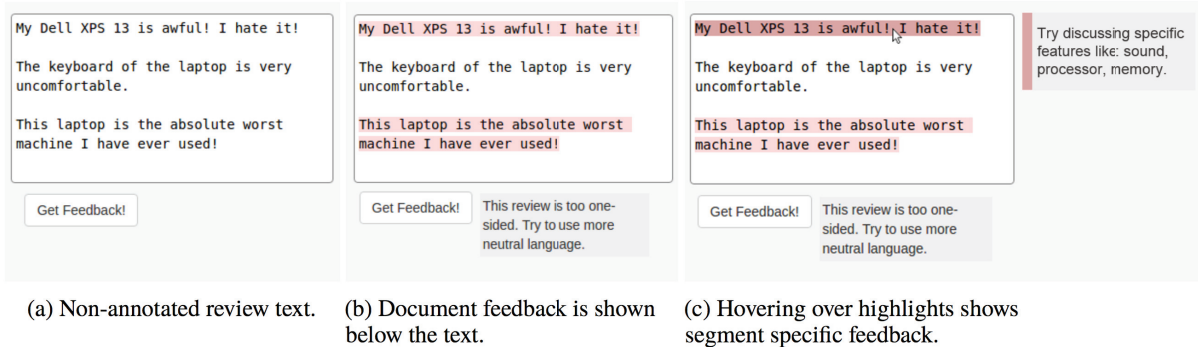 My Dell XPS 13 is awful! I hate it!
The keyboard of the laptop is very
uncomfortable.
This laptop is the absolute worst
machine I have ever used!
Get Feedback!
(a) Non-annotated review text.
My Dell XPS 13 is awful! I hate it!
The keyboard of the laptop is very
uncomfortable.
This laptop is the absolute worst
machine I have ever used!
Get Feedback!
This review is too one-
sided. Try to use more
neutral language.
(b) Document feedback is shown
below the text.
My Dell XPS 13 is awful! I hate it!
The keyboard of the laptop is very
uncomfortable.
This laptop is the absolute worst
machine I have ever used!
Try discussing specific
features like: sound,
processor, memory.
Get Feedback!
This review is too one-
sided. Try to use more
neutral language.
(c) Hovering over highlights shows
segment specific feedback.